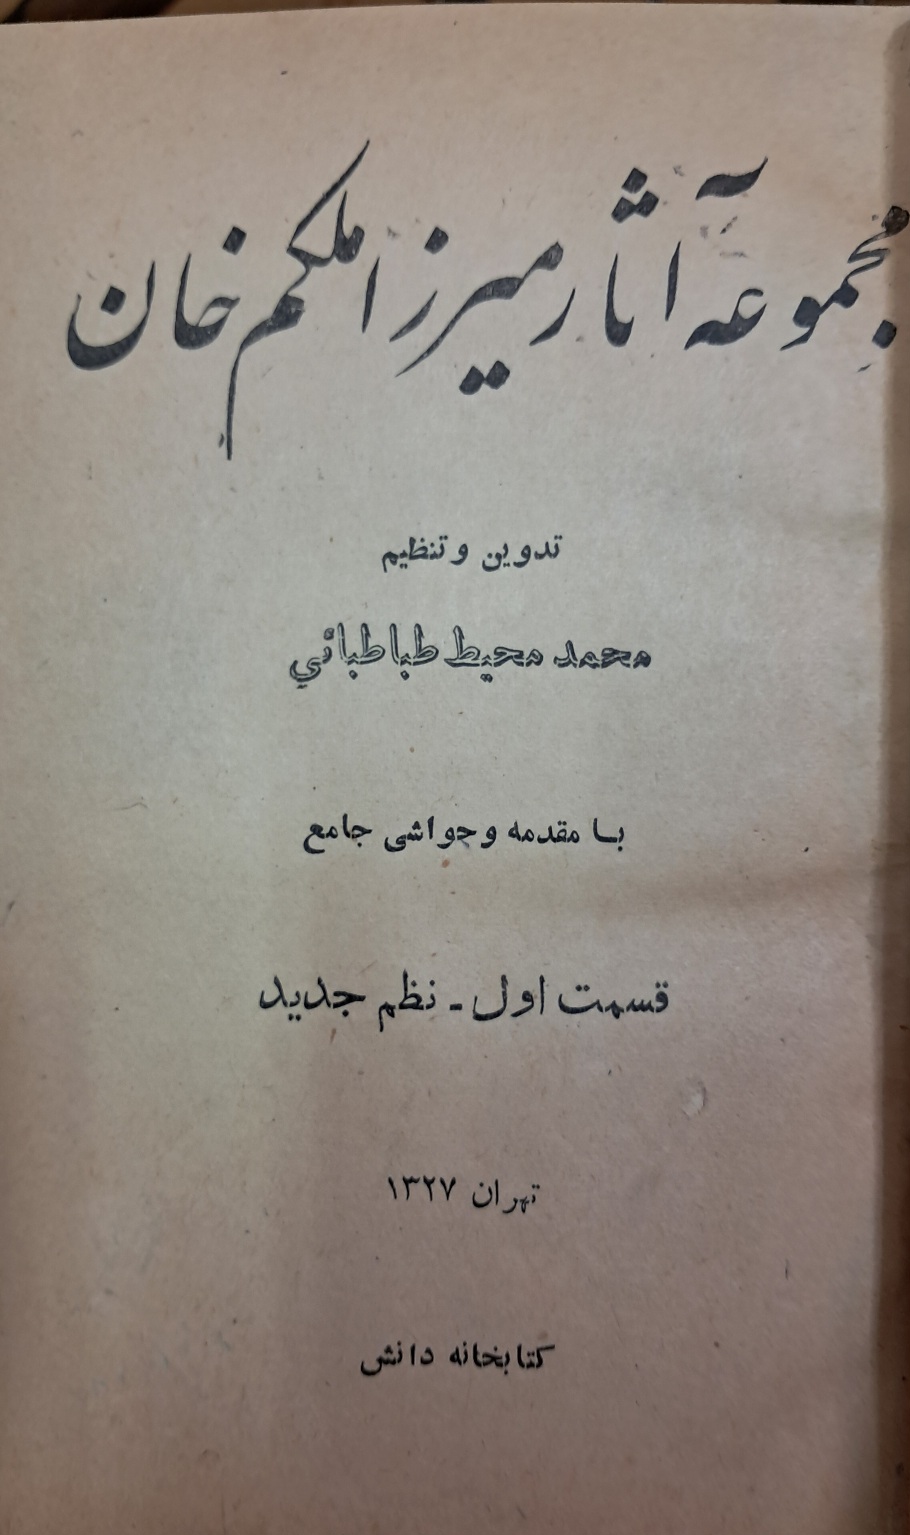 مجموعه آثار میرزا ملکم خان
تدوین و تنظیم
محمد محیط طباطبائی
با مقدمه و حواشی جامع
قسمت اول - نظم جدید
تهران ۱۳۲۷
کتابخانه دانش